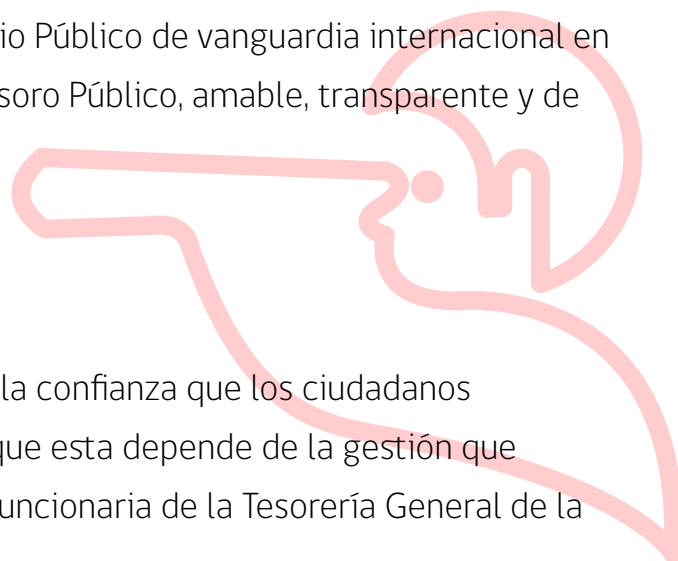 io Público de vanguardia internacional en
soro Público, amable, transparente y de
la confianza que los ciudadanos
que esta depende de la gestión que
uncionaria de la Tesorería General de la